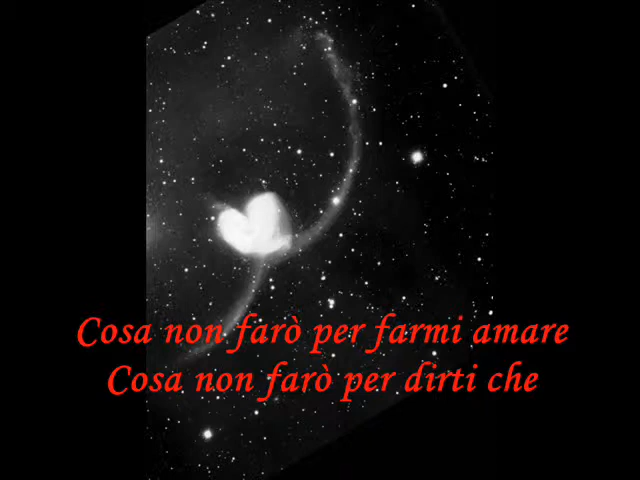 Cosa non farò per farmi amare
Cosa non farò per dirti che